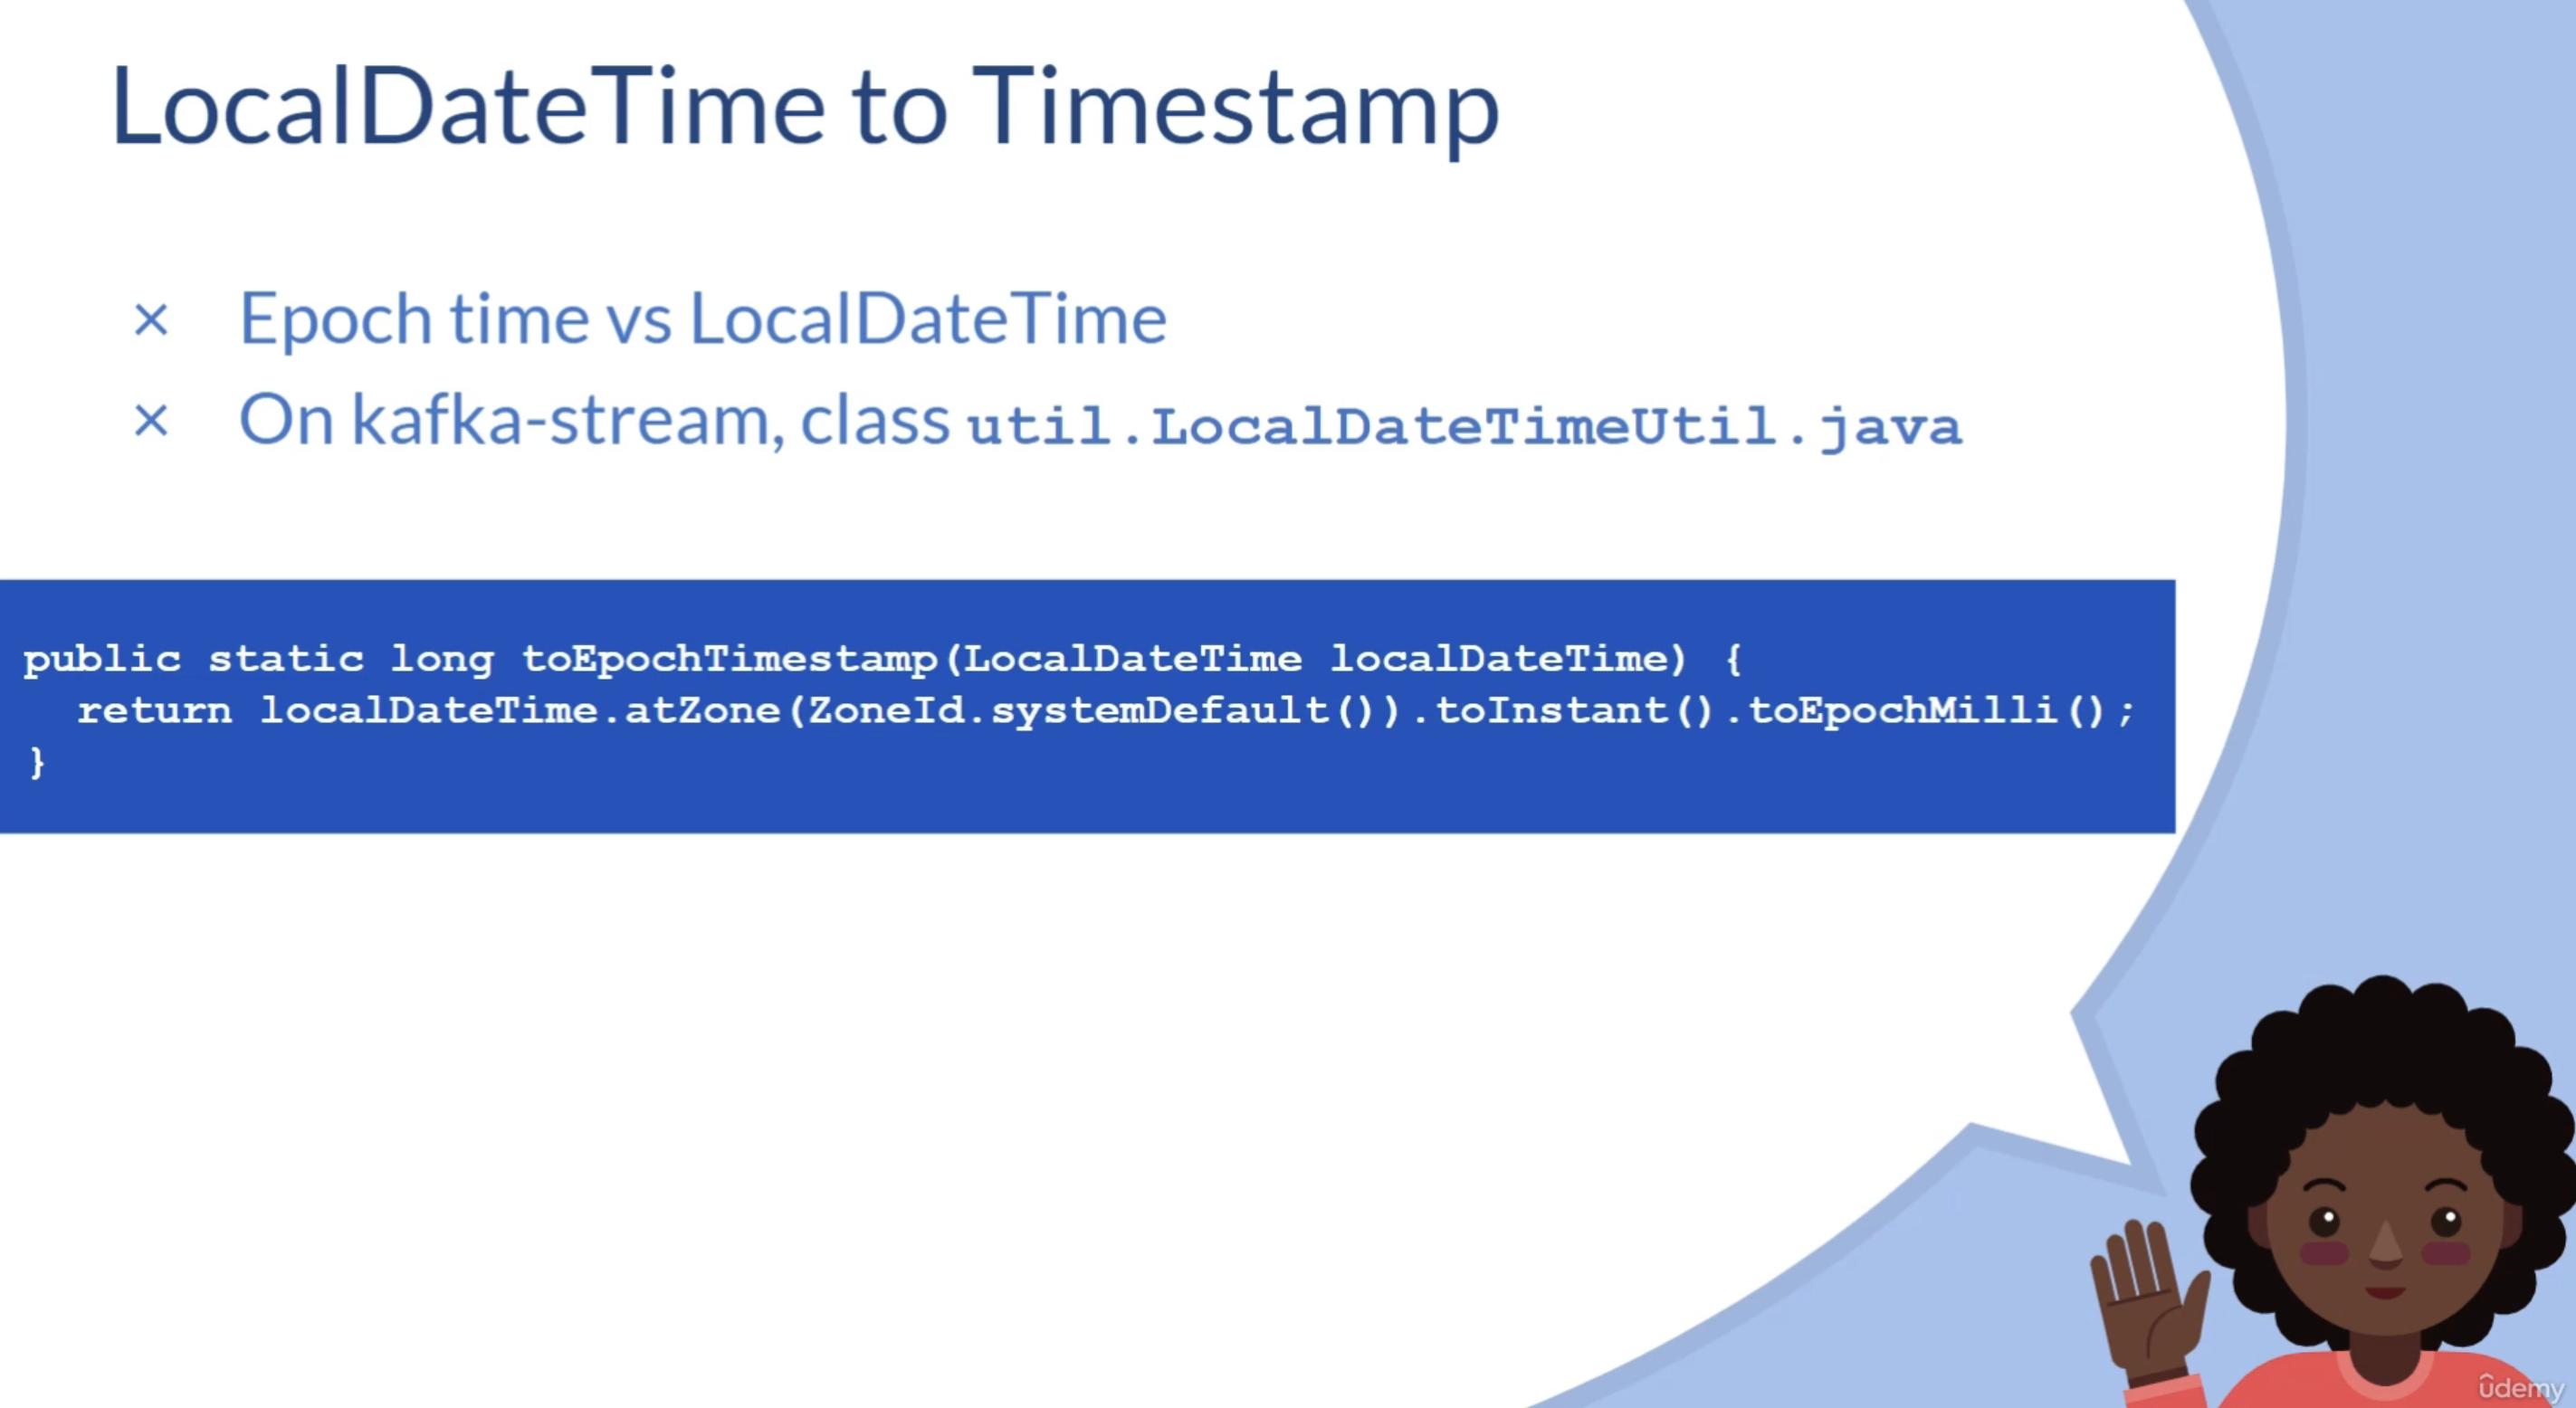 LocalDateTime to Timestamp
× Epoch time vs LocalDateTime
× On kafka-stream, class util.LocalDateTimeUtil.java
public static long toEpochTimestamp(LocalDateTime localDateTime) {
  return localDateTime.atZone(ZoneId.systemDefault()).toInstant().toEpochMilli();
}
ûdemy